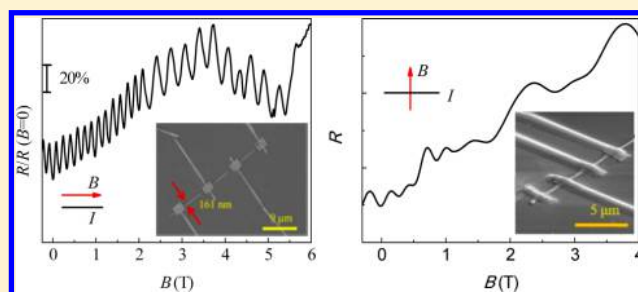 R/R (B=0)
20%
B
I
161 nm
9 μm
0 1 2 3 4 5 6
B(T)
R
B
I
5 μm
0 1 2 3 4
B(T)